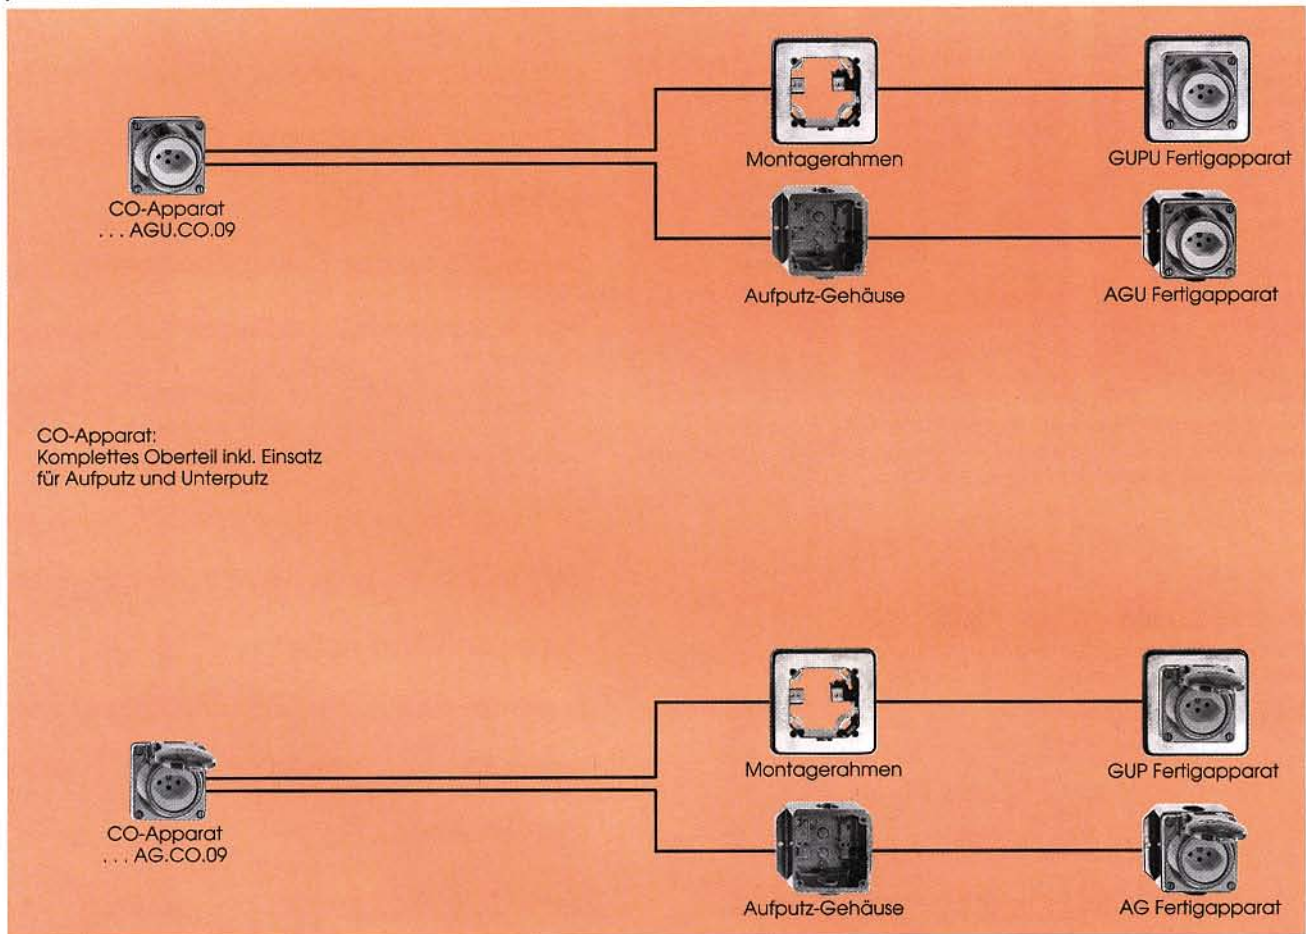 Montagerahmen
GUPU Fertigapparat
CO-Apparat
... AGU.CO.09
Aufputz-Gehäuse
AGU Fertigapparat
CO-Apparat:
Komplettes Oberteil inkl. Einsatz
für Aufputz und Unterputz
Montagerahmen
GUP Fertigapparat
CO-Apparat
... AG.CO.09
Aufputz-Gehäuse
AG Fertigapparat